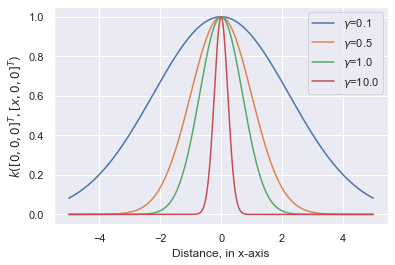 1.0
0.8
0.6
0.4
0.2
0.0
k([0, 0, 0]^T, [x, 0, 0]^T)
γ=0.1
γ=0.5
γ=1.0
γ=10.0
−4 −2 0 2 4
Distance, in x-axis